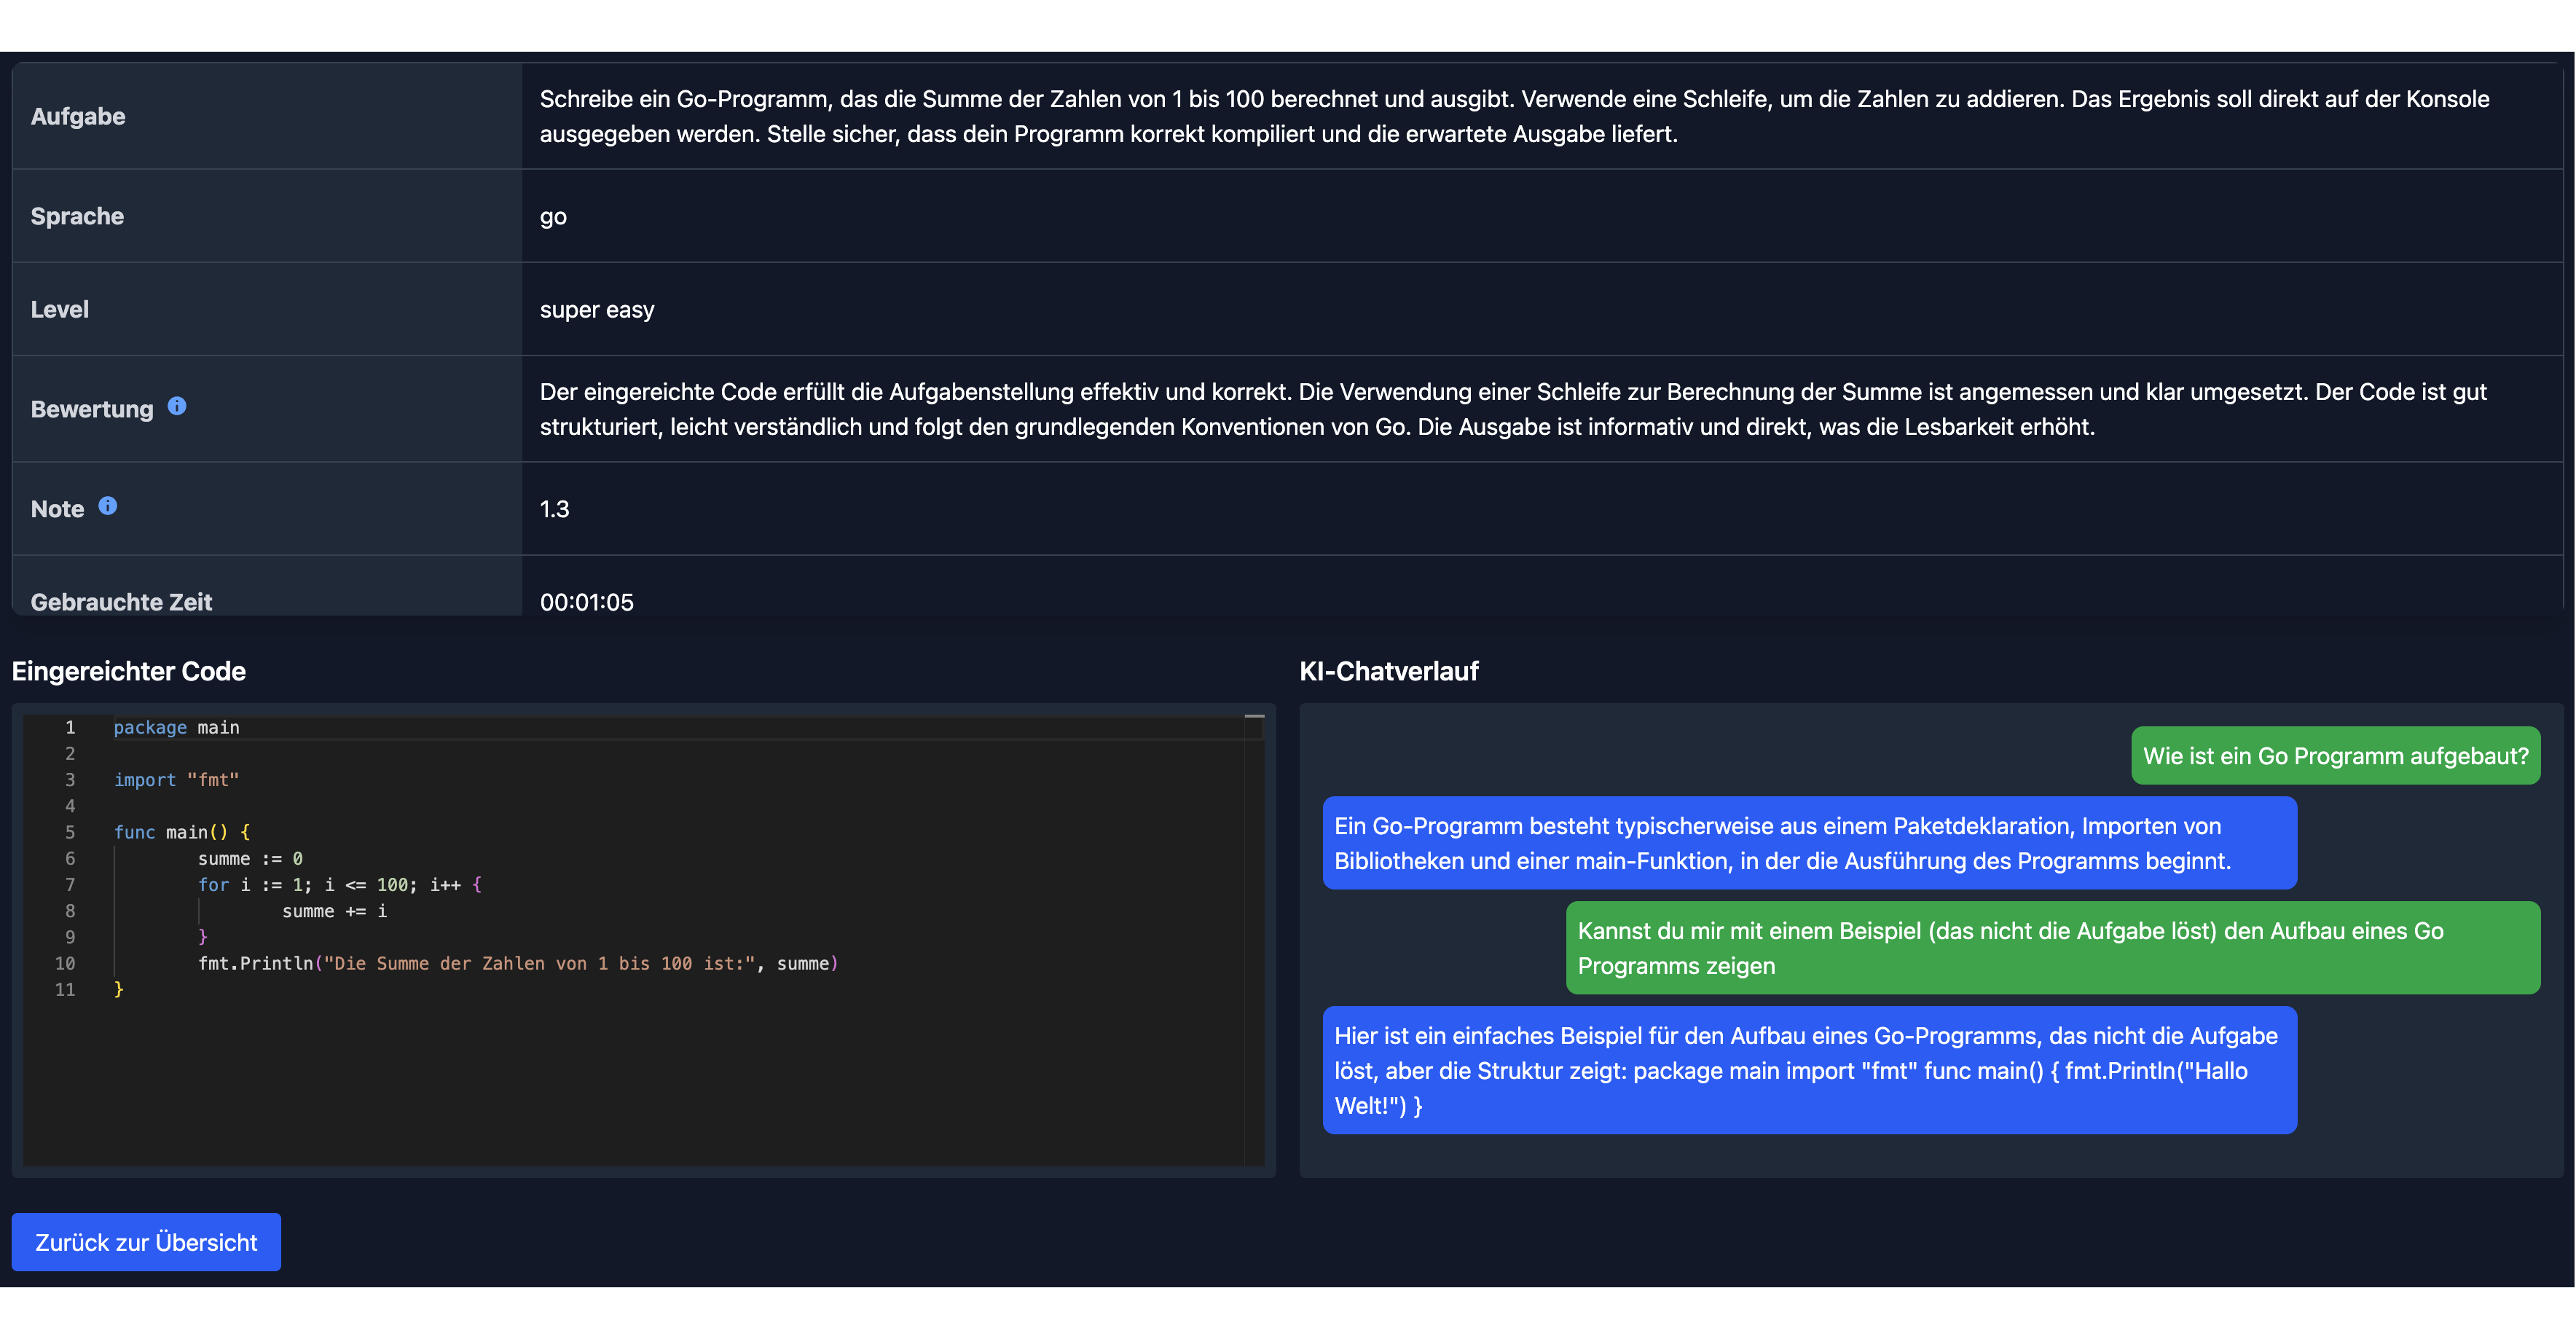 Aufgabe
Schreibe ein Go-Programm, das die Summe der Zahlen von 1 bis 100 berechnet und ausgibt. Verwende eine Schleife, um die Zahlen zu addieren. Das Ergebnis soll direkt auf der Konsole
ausgegeben werden. Stelle sicher, dass dein Programm korrekt kompiliert und die erwartete Ausgabe liefert.
Sprache
go
Level
super easy
Bewertung
Der eingereichte Code erfüllt die Aufgabenstellung effektiv und korrekt. Die Verwendung einer Schleife zur Berechnung der Summe ist angemessen und klar umgesetzt. Der Code ist gut
strukturiert, leicht verständlich und folgt den grundlegenden Konventionen von Go. Die Ausgabe ist informativ und direkt, was die Lesbarkeit erhöht.
Note
1.3
Gebrauchte Zeit
00:01:05
Eingereichter Code
1 package main
2
3 import "fmt"
4
5 func main() {
6 summe := 0
7 for i := 1; i <= 100; i++ {
8 summe += i
9 }
10 fmt.Println("Die Summe der Zahlen von 1 bis 100 ist:", summe)
11 }
KI-Chatverlauf
Wie ist ein Go Programm aufgebaut?
Ein Go-Programm besteht typischerweise aus einem Paketdeklaration, Importen von
Bibliotheken und einer main-Funktion, in der die Ausführung des Programms beginnt.
Kannst du mir mit einem Beispiel (das nicht die Aufgabe löst) den Aufbau eines Go
Programms zeigen
Hier ist ein einfaches Beispiel für den Aufbau eines Go-Programms, das nicht die Aufgabe
löst, aber die Struktur zeigt: package main import "fmt" func main() { fmt.Println("Hallo
Welt!") }
Zurück zur Übersicht